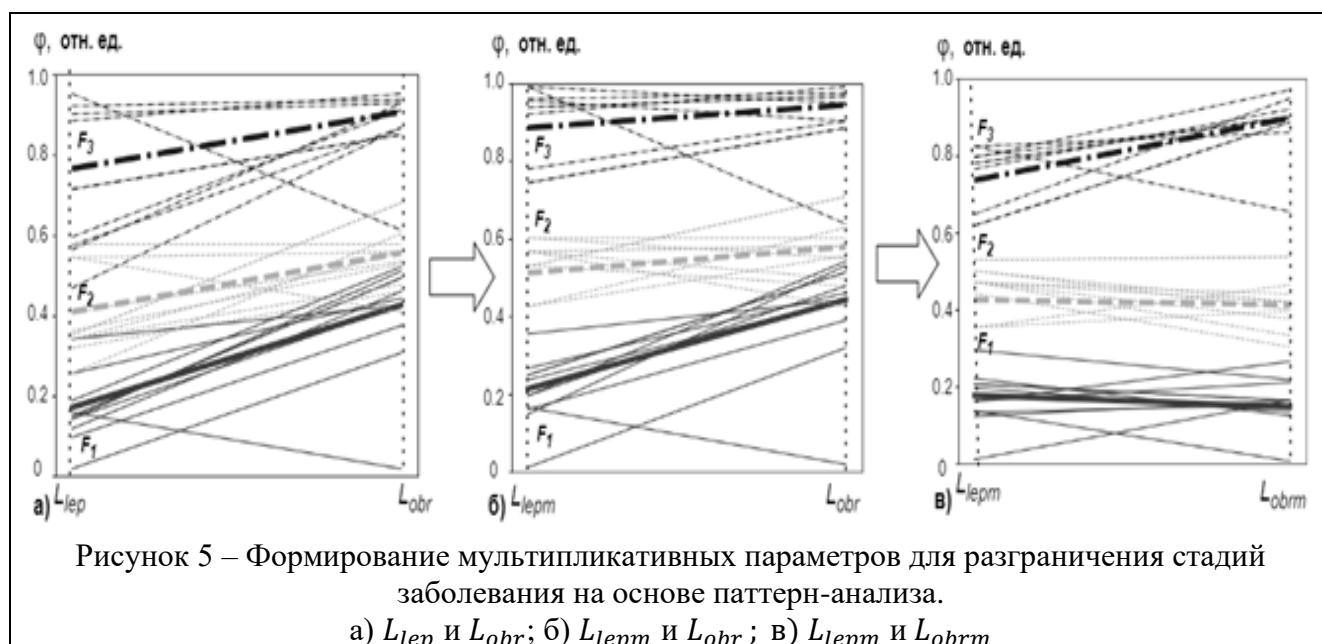 φ, отн. ед.
1.0
0.8
0.6
0.4
0.2
0
F3
F2
F1
а) Llep
Lobr
φ, отн. ед.
1.0
0.8
0.6
0.4
0.2
0
F3
F2
F1
б) Llepm
Lobr
φ, отн. ед.
1.0
0.8
0.6
0.4
0.2
0
F3
F2
F1
в) Llepm
Lobrm
Рисунок 5 – Формирование мультипликативных параметров для разграничения стадий
заболевания на основе паттерн-анализа.
а) Llep и Lobr; б) Llepm и Lobr ; в) Llepm и Lobrm